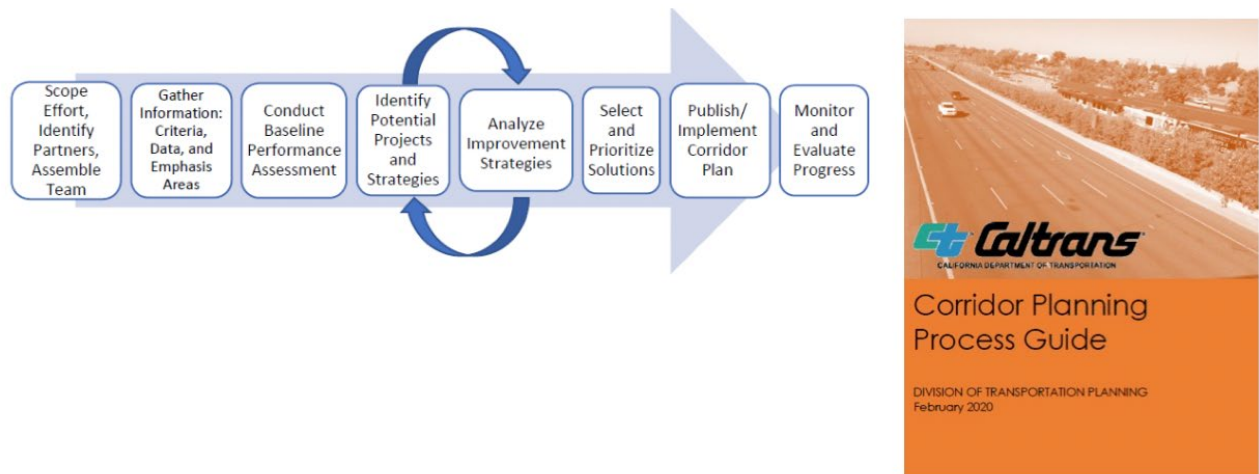 Scope
Effort,
Identify
Partners,
Assemble
Team
Gather
Information:
Criteria,
Data, and
Emphasis
Areas
Conduct
Baseline
Performance
Assessment
Identify
Potential
Projects
and
Strategies
Analyze
Improvement
Strategies
Select
and
Prioritize
Solutions
Publish/
Implement
Corridor
Plan
Monitor
and
Evaluate
Progress
Ct Caltrans
CALIFORNIA DEPARTMENT OF TRANSPORTATION
Corridor Planning
Process Guide
DIVISION OF TRANSPORTATION PLANNING
February 2020